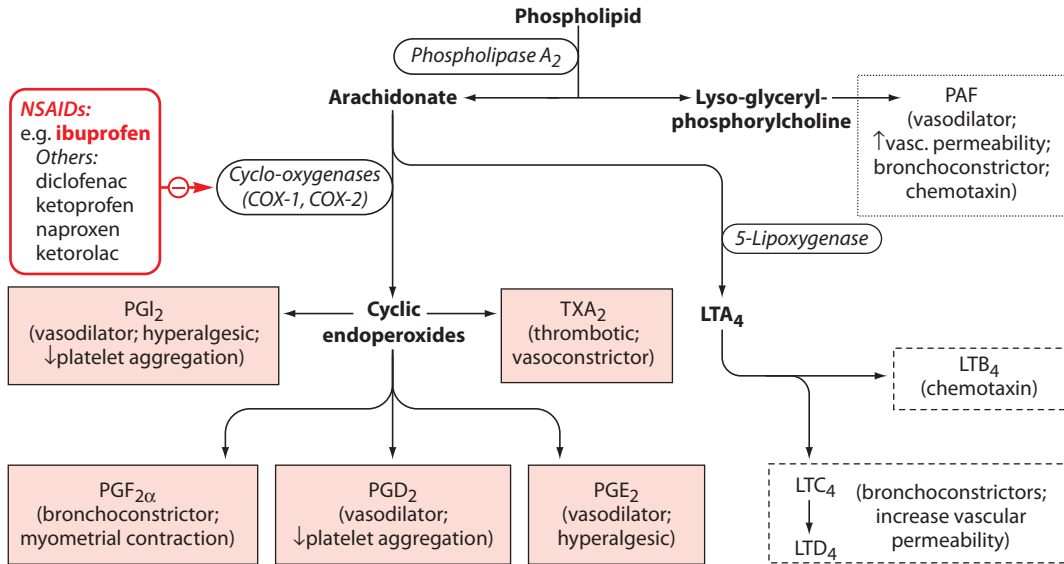 Phospholipid
Phospholipase A₂
Arachidonate
Lyso-glyceryl-
phosphorylcholine
PAF
(vasodilator;
↑vasc. permeability;
bronchoconstrictor;
chemotaxin)
NSAIDs:
e.g. ibuprofen
Others:
diclofenac
ketoprofen
naproxen
ketorolac
−
Cyclo-oxygenases
(COX-1, COX-2)
5-Lipoxygenase
PGI₂
(vasodilator; hyperalgesic;
↓platelet aggregation)
Cyclic
endoperoxides
TXA₂
(thrombotic;
vasoconstrictor)
LTA₄
LTB₄
(chemotaxin)
PGF₂α
(bronchoconstrictor;
myometrial contraction)
PGD₂
(vasodilator;
↓platelet aggregation)
PGE₂
(vasodilator;
hyperalgesic)
LTC₄
LTD₄
(bronchoconstrictors;
increase vascular
permeability)